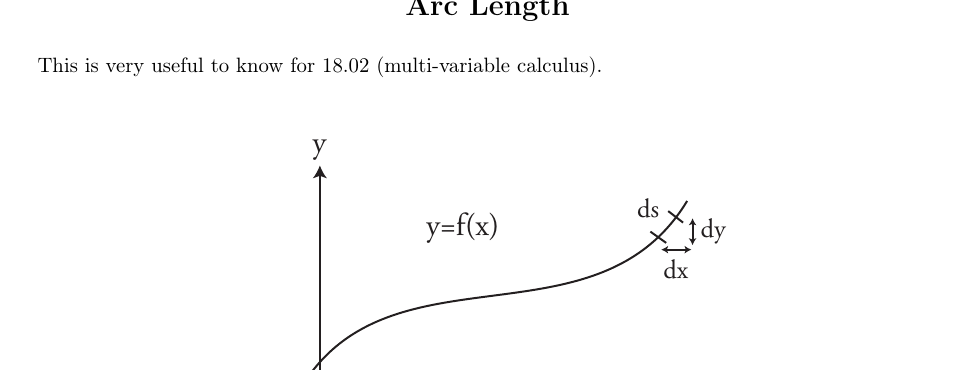 Arc Length
This is very useful to know for 18.02 (multi-variable calculus).
y
y=f(x)
ds
dy
dx